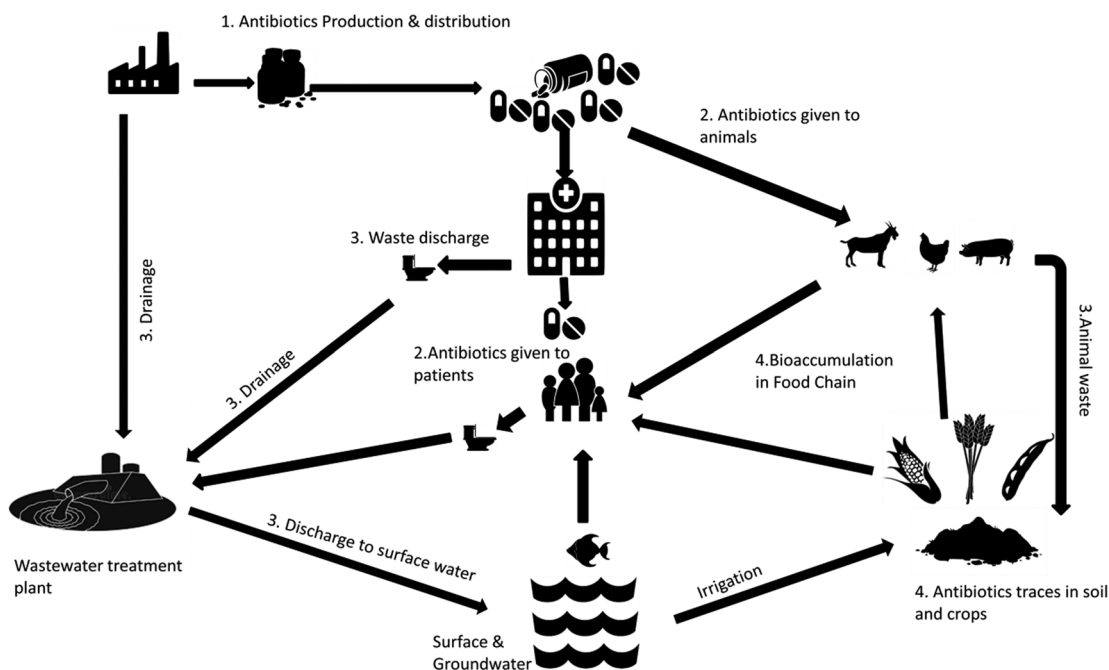 1. Antibiotics Production & distribution
2. Antibiotics given to
animals
3. Waste discharge
3. Drainage
3. Drainage
2.Antibiotics given to
patients
4.Bioaccumulation
in Food Chain
3.Animal waste
3. Discharge to surface water
Wastewater treatment
plant
Irrigation
4. Antibiotics traces in soil
and crops
Surface &
Groundwater